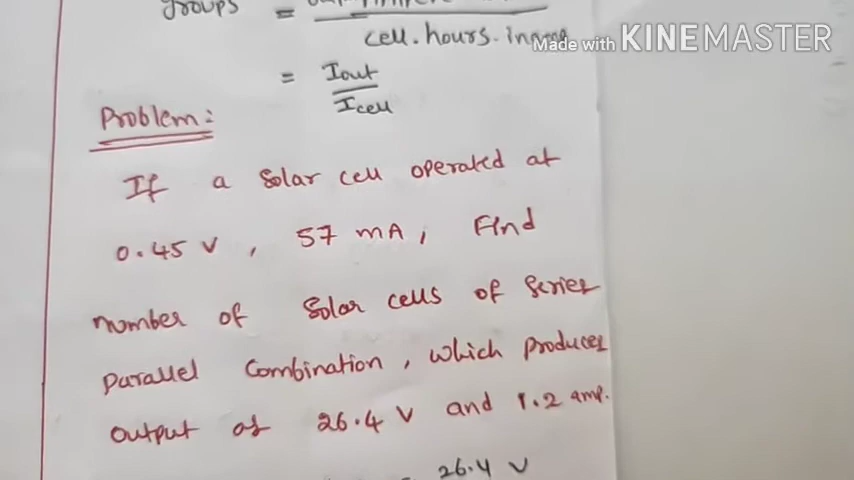 groups =
cell.hours.in
Made with KINEMASTER
= Iout
Icell
Problem:
If a solar cell operated at
0.45 V, 57 mA, Find
number of solar cells of series
parallel combination, which produces
output of 26.4 V and 1.2 amp.
= 26.4 V